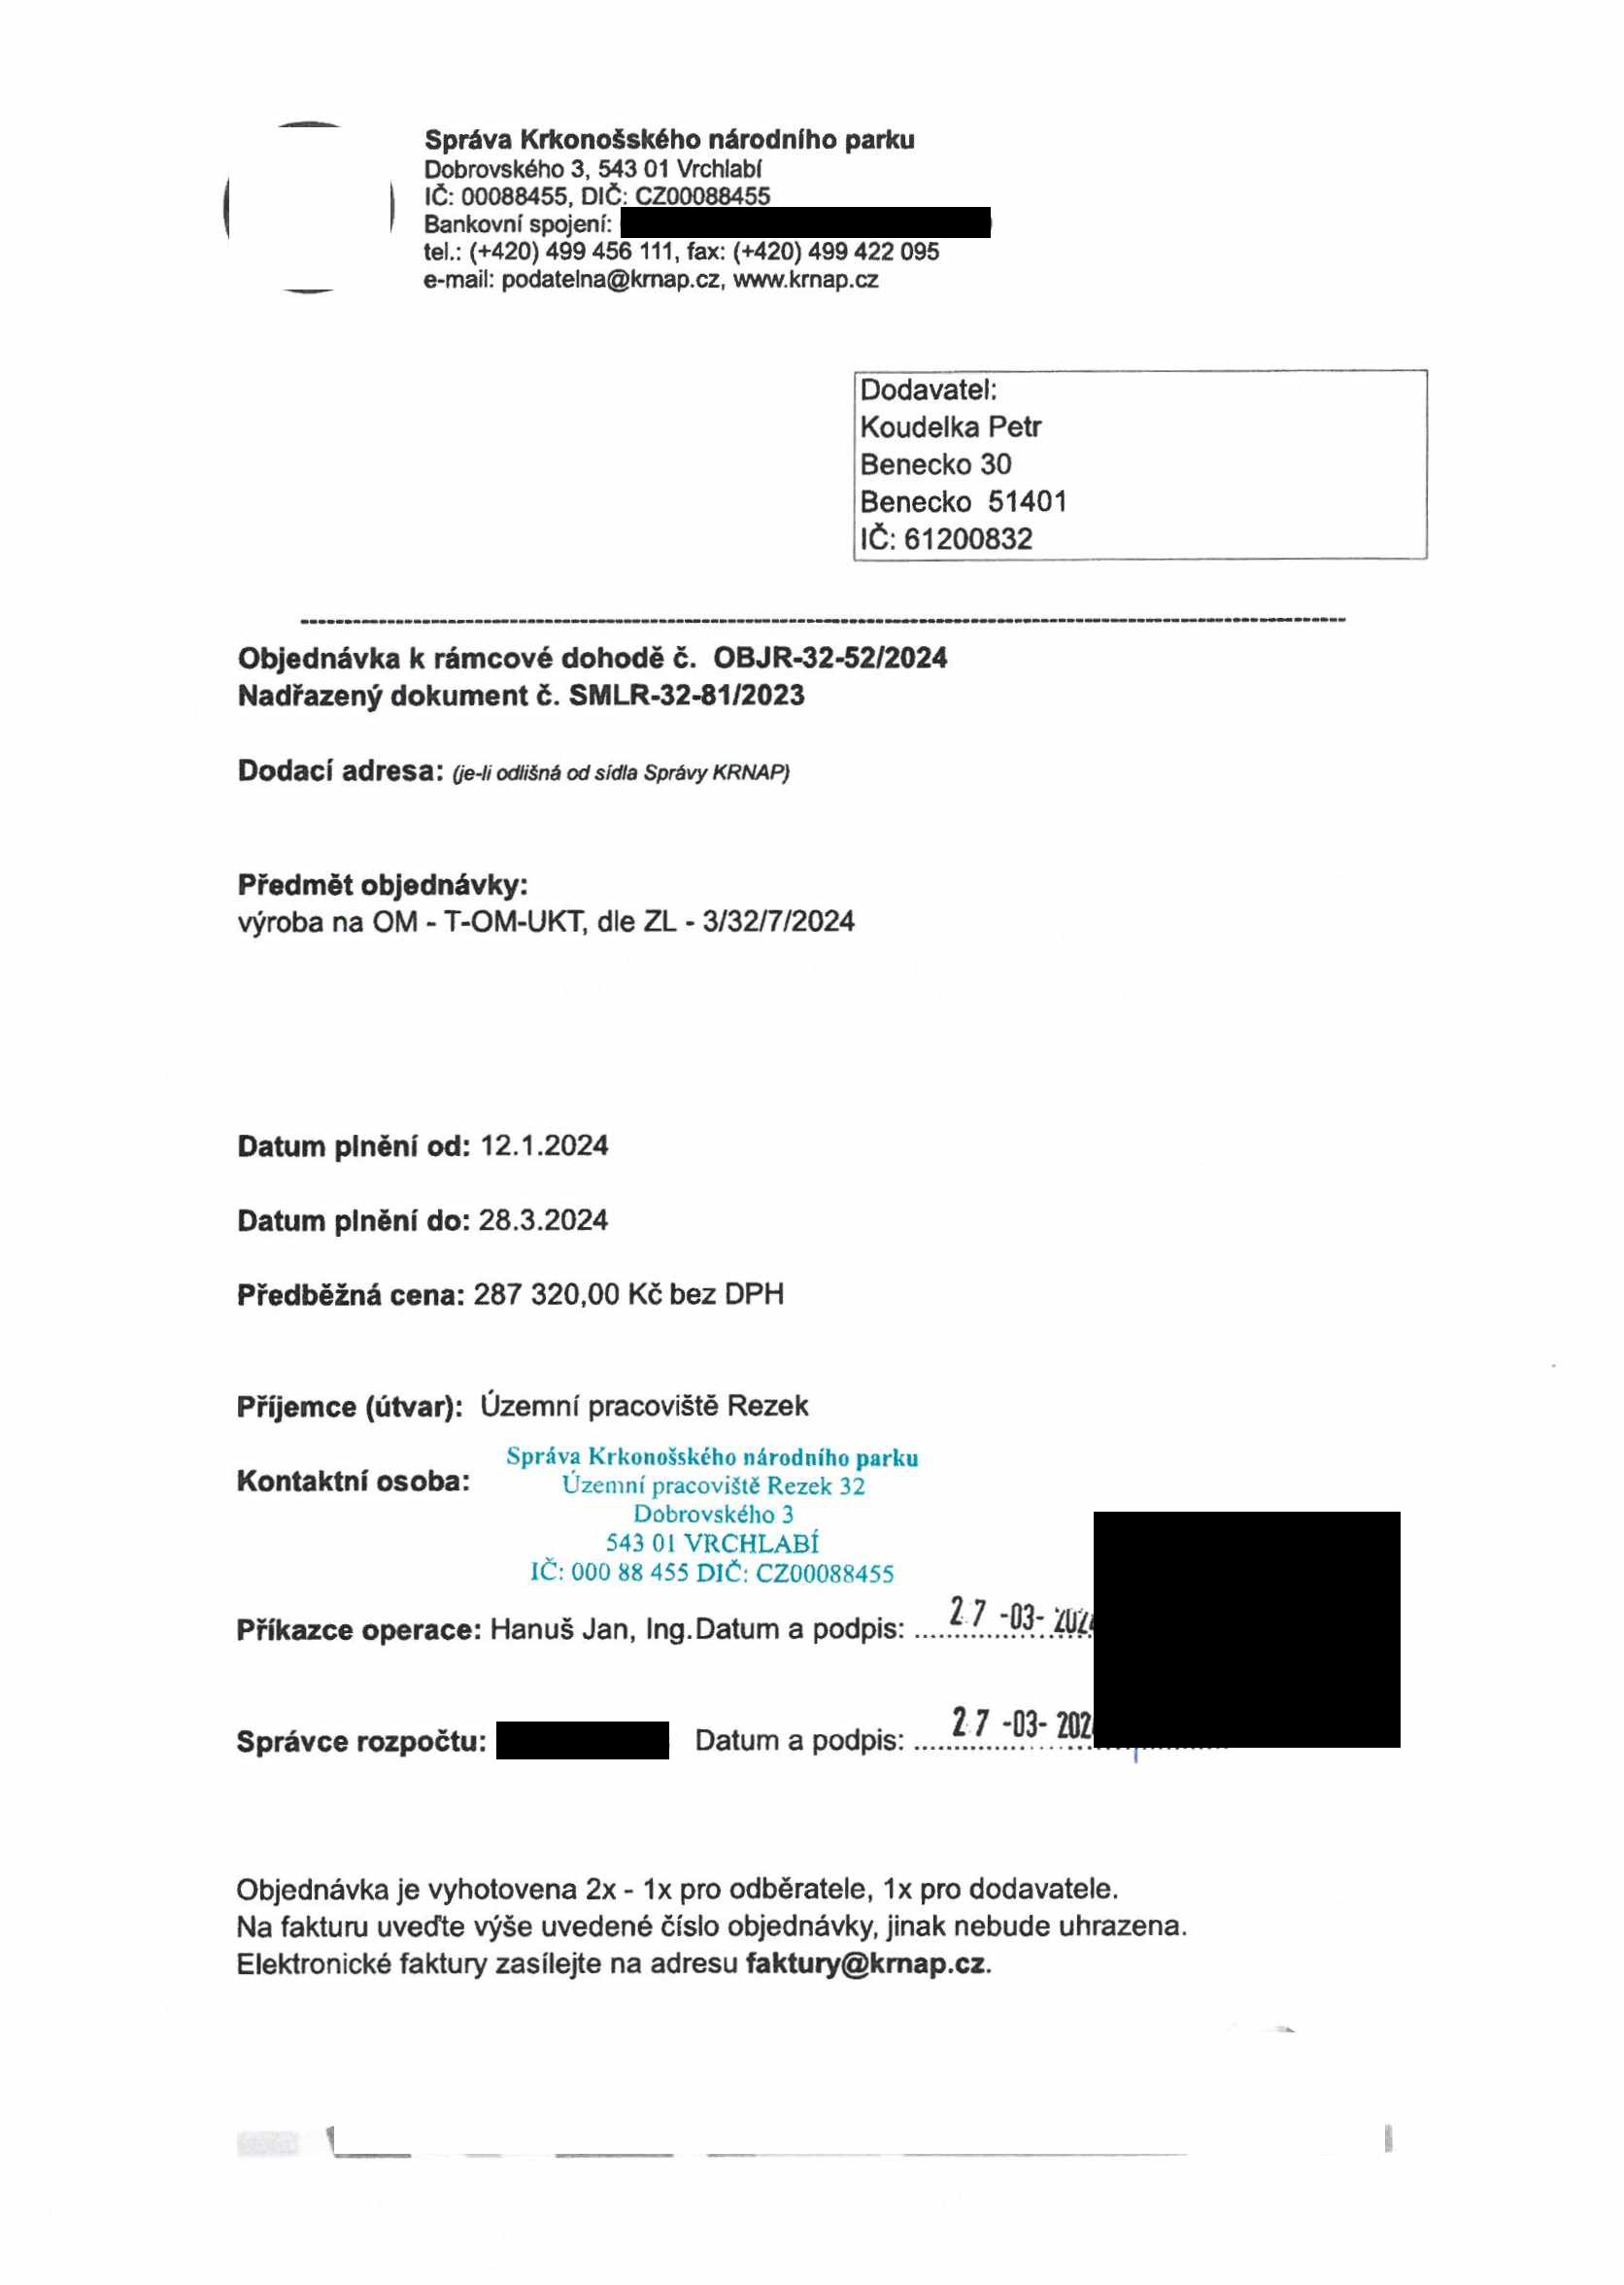 Správa Krkonošského národního parku
Dobrovského 3, 543 01 Vrchlabí
IČ: 00088455, DIČ: CZ00088455
Bankovní spojení:
tel.: (+420) 499 456 111, fax: (+420) 499 422 095
e-mail: podatelna@krnap.cz, www.krnap.cz
Dodavatel:
Koudelka Petr
Benecko 30
Benecko 51401
IČ: 61200832
Objednávka k rámcové dohodě č. OBJR-32-52/2024
Nadřazený dokument č. SMLR-32-81/2023
Dodací adresa: (je-li odlišná od sídla Správy KRNAP)
Předmět objednávky:
výroba na OM - T-OM-UKT, dle ZL - 3/32/7/2024
Datum plnění od: 12.1.2024
Datum plnění do: 28.3.2024
Předběžná cena: 287 320,00 Kč bez DPH
Příjemce (útvar): Územní pracoviště Rezek
Správa Krkonošského národního parku
Kontaktní osoba: Územní pracoviště Rezek 32
Dobrovského 3
543 01 VRCHLABÍ
IČ: 000 88 455 DIČ: CZ00088455
Příkazce operace: Hanuš Jan, Ing. Datum a podpis: 27 -03- 202
Správce rozpočtu: Datum a podpis: 27 -03- 202
Objednávka je vyhotovena 2x - 1x pro odběratele, 1x pro dodavatele.
Na fakturu uveďte výše uvedené číslo objednávky, jinak nebude uhrazena.
Elektronické faktury zasílejte na adresu faktury@krnap.cz.